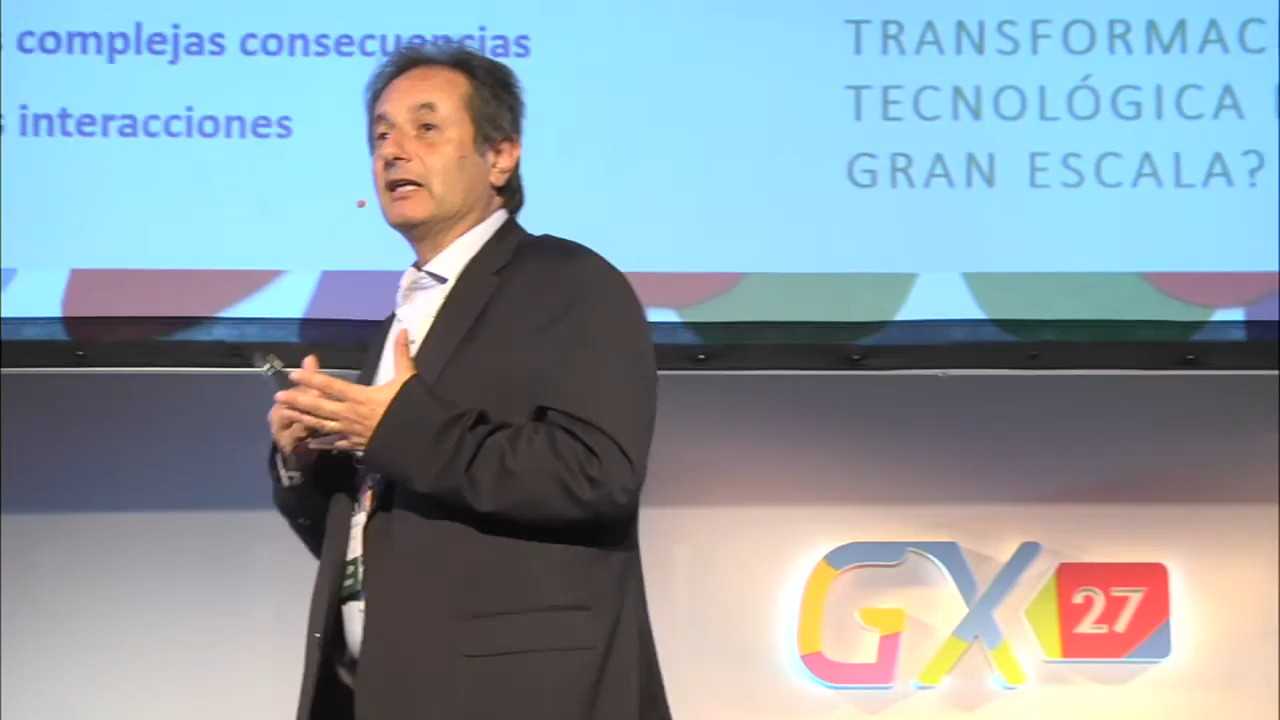 complejas consecuencias
interacciones
TRANSFORMAC
TECNOLÓGICA
GRAN ESCALA?
GX 27